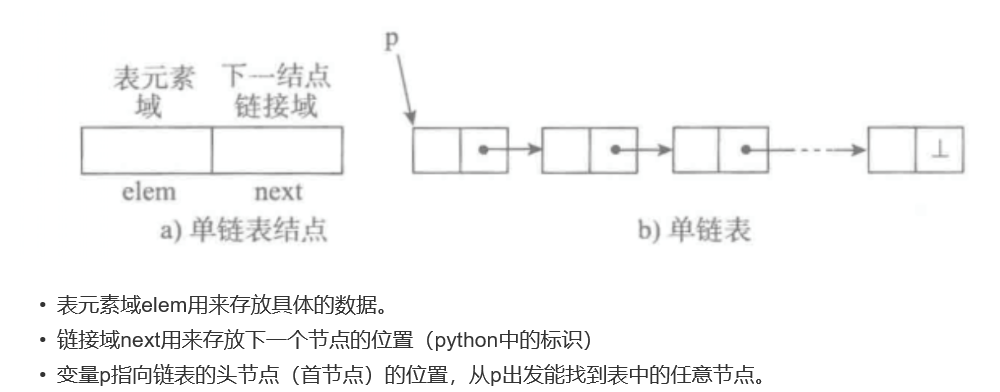 p
表元素 下一结点
域 链接域
elem next
a) 单链表结点
b) 单链表
• 表元素域elem用来存放具体的数据。
• 链接域next用来存放下一个节点的位置（python中的标识）
• 变量p指向链表的头节点（首节点）的位置，从p出发能找到表中的任意节点。